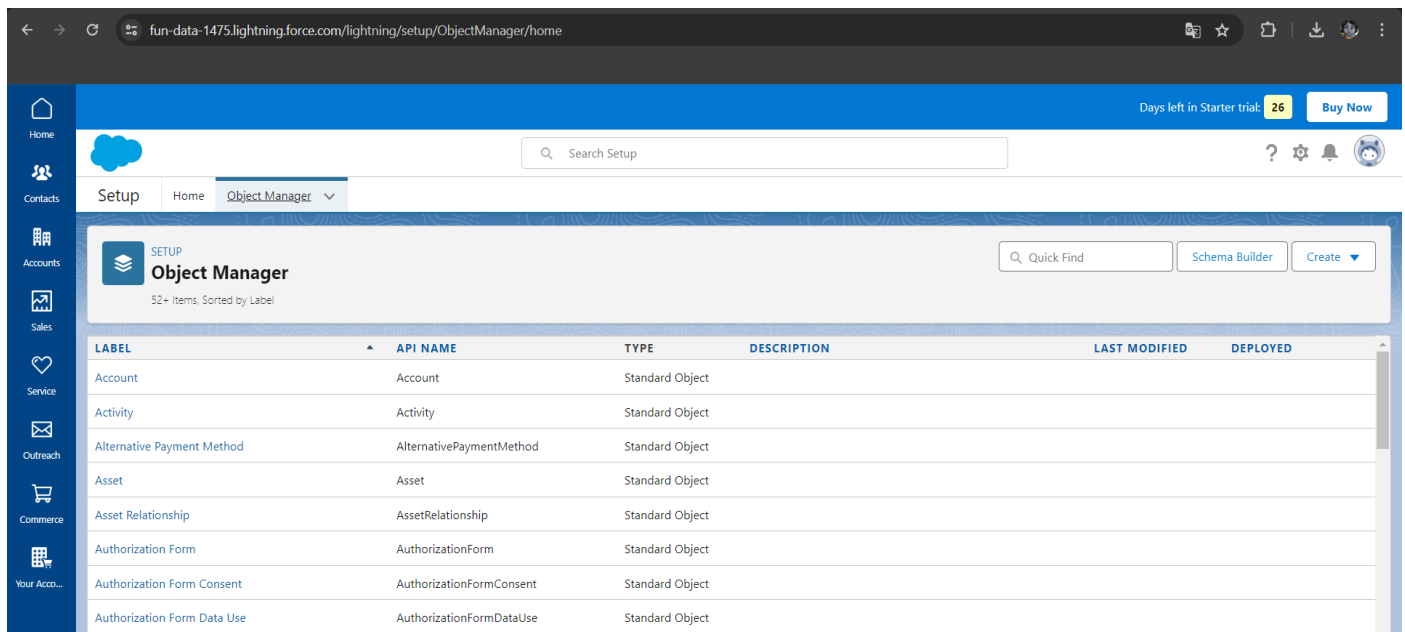 fun-data-1475.lightning.force.com/lightning/setup/ObjectManager/home
Days left in Starter trial: 26 Buy Now
Home
Search Setup
Contacts
Setup Home Object Manager
Accounts
SETUP
Object Manager
52+ Items, Sorted by Label
Quick Find Schema Builder Create
Sales
LABEL API NAME TYPE DESCRIPTION LAST MODIFIED DEPLOYED
Account Account Standard Object
Service
Activity Activity Standard Object
Alternative Payment Method AlternativePaymentMethod Standard Object
Outreach
Asset Asset Standard Object
Asset Relationship AssetRelationship Standard Object
Commerce
Authorization Form AuthorizationForm Standard Object
Authorization Form Consent AuthorizationFormConsent Standard Object
Your Acco...
Authorization Form Data Use AuthorizationFormDataUse Standard Object